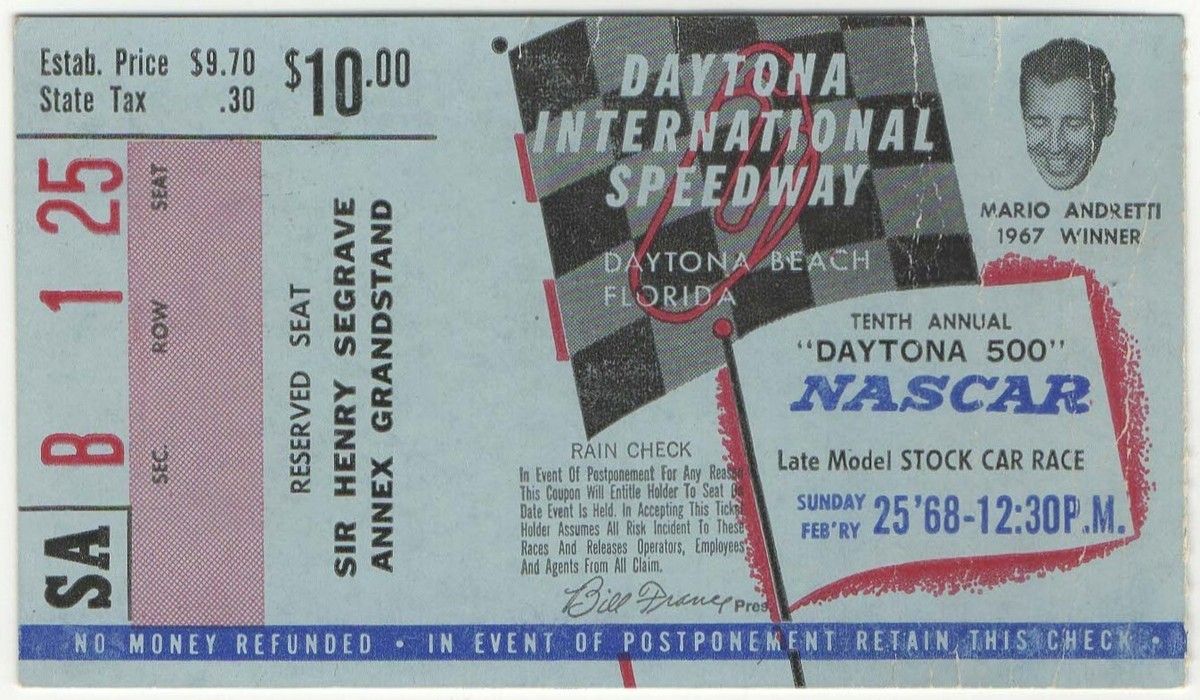 Estab. Price $9.70
State Tax .30
$10.00
SA
B 1 25
SEC. ROW SEAT
RESERVED SEAT
SIR HENRY SEGRAVE
ANNEX GRANDSTAND
DAYTONA
INTERNATIONAL
SPEEDWAY
DAYTONA BEACH
FLORIDA
MARIO ANDRETTI
1967 WINNER
TENTH ANNUAL
"DAYTONA 500"
NASCAR
Late Model STOCK CAR RACE
SUNDAY
FEB'RY 25'68-12:30P.M.
RAIN CHECK
In Event Of Postponement For Any Reason
This Coupon Will Entitle Holder To Seat On
Date Event Is Held. In Accepting This Ticket
Holder Assumes All Risk Incident To These
Races And Releases Operators, Employees
And Agents From All Claim.
Bill France Pres.
NO MONEY REFUNDED • IN EVENT OF POSTPONEMENT RETAIN THIS CHECK •